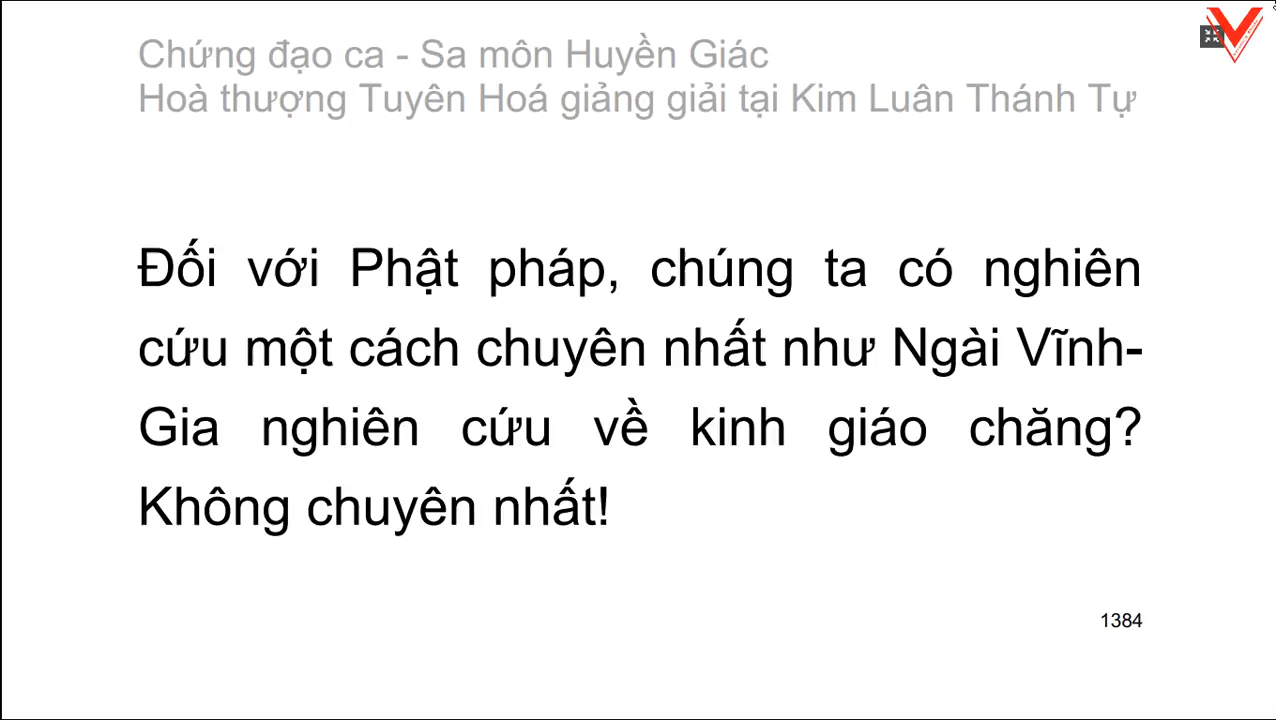 Chứng đạo ca - Sa môn Huyền Giác
Hoà thượng Tuyên Hoá giảng giải tại Kim Luân Thánh Tự
Đối với Phật pháp, chúng ta có nghiên
cứu một cách chuyên nhất như Ngài Vĩnh-
Gia nghiên cứu về kinh giáo chăng?
Không chuyên nhất!
1384